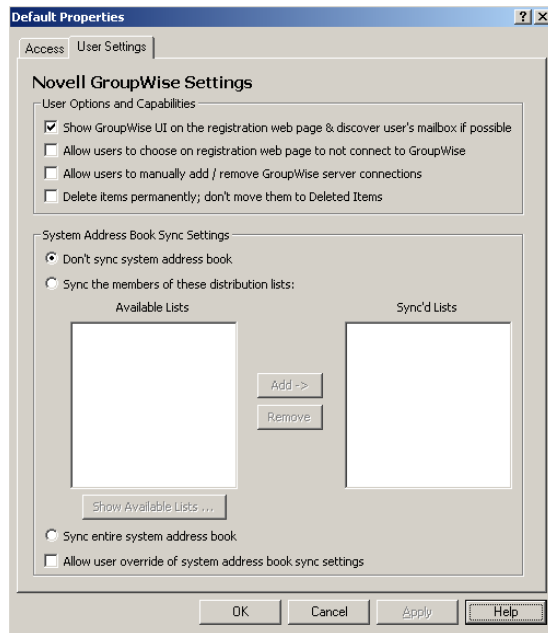 Default Properties
Access
User Settings
Novell GroupWise Settings
User Options and Capabilities
Show GroupWise UI on the registration web page & discover user's mailbox if possible
Allow users to choose on registration web page to not connect to GroupWise
Allow users to manually add / remove GroupWise server connections
Delete items permanently; don't move them to Deleted Items
System Address Book Sync Settings
Don't sync system address book
Sync the members of these distribution lists:
Available Lists Sync'd Lists
Add ->
Remove
Show Available Lists ...
Sync entire system address book
Allow user override of system address book sync settings
OK Cancel Apply Help